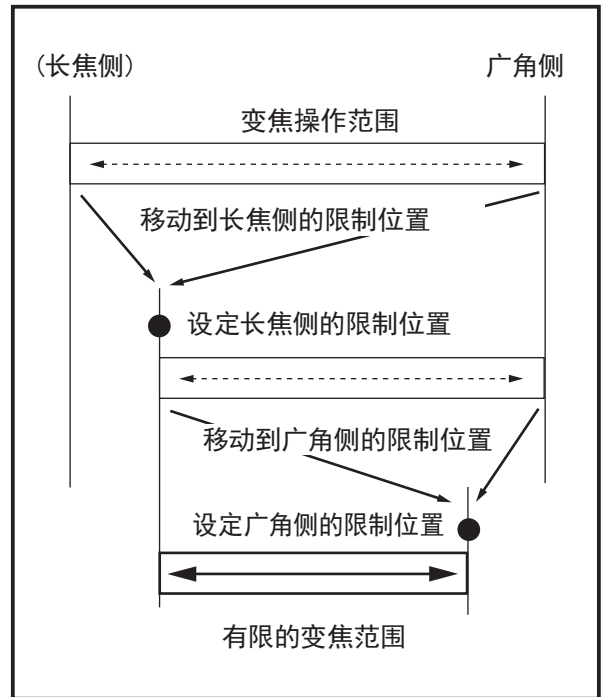 (长焦侧)
广角侧
变焦操作范围
移动到长焦侧的限制位置
设定长焦侧的限制位置
移动到广角侧的限制位置
设定广角侧的限制位置
有限的变焦范围